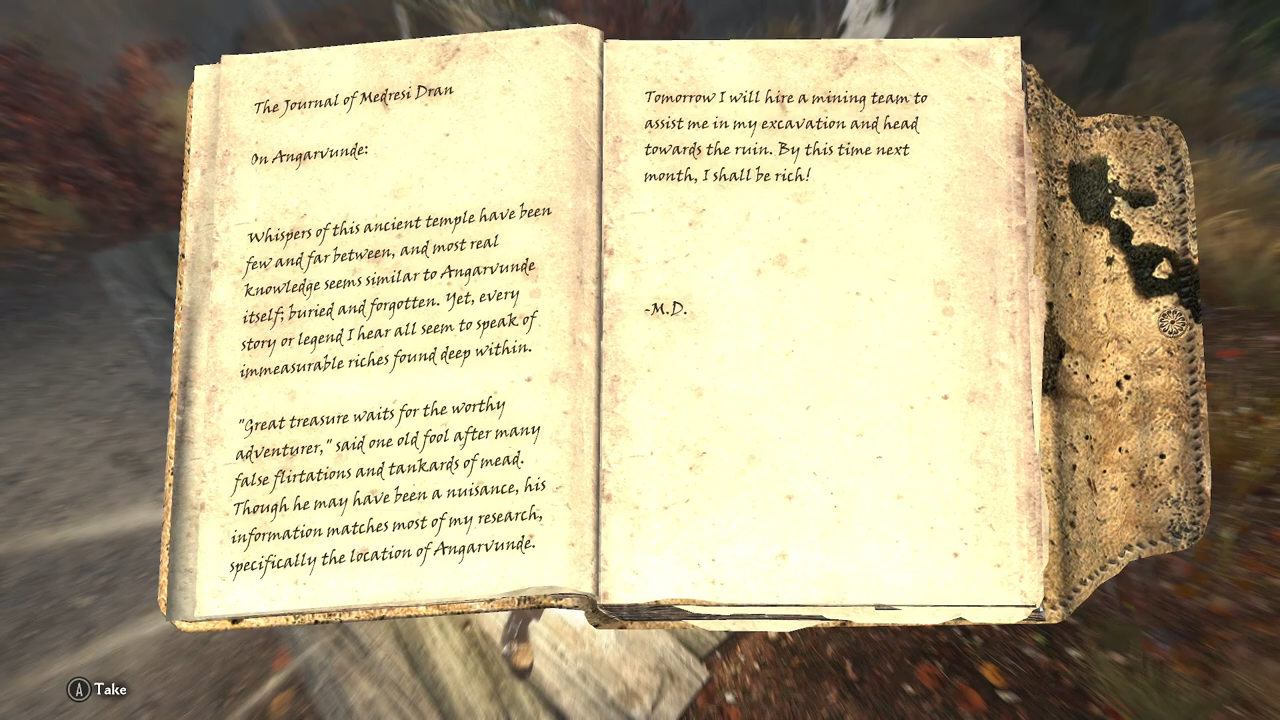 The Journal of Medresi Dran
On Angarvunde:
Whispers of this ancient temple have been
few and far between, and most real
knowledge seems similar to Angarvunde
itself; buried and forgotten. Yet, every
story or legend I hear all seem to speak of
immeasurable riches found deep within.
"Great treasure waits for the worthy
adventurer," said one old fool after many
false flirtations and tankards of mead.
Though he may have been a nuisance, his
information matches most of my research,
specifically the location of Angarvunde.
Tomorrow I will hire a mining team to
assist me in my excavation and head
towards the ruin. By this time next
month, I shall be rich!
-M.D.
A Take